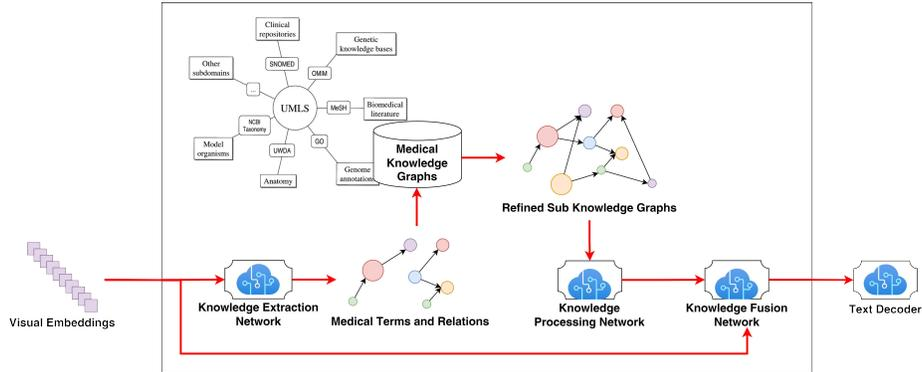 Clinical
repositories
Genetic
knowledge bases
SNOMED
OMIM
Other
subdomains
...
UMLS
MeSH
Biomedical
literature
NCBI
Taxonomy
GO
Model
organisms
UWDA
Anatomy
Genome
annotations
Medical
Knowledge
Graphs
Refined Sub Knowledge Graphs
Visual Embeddings
Knowledge Extraction
Network
Medical Terms and Relations
Knowledge
Processing Network
Knowledge Fusion
Network
Text Decoder